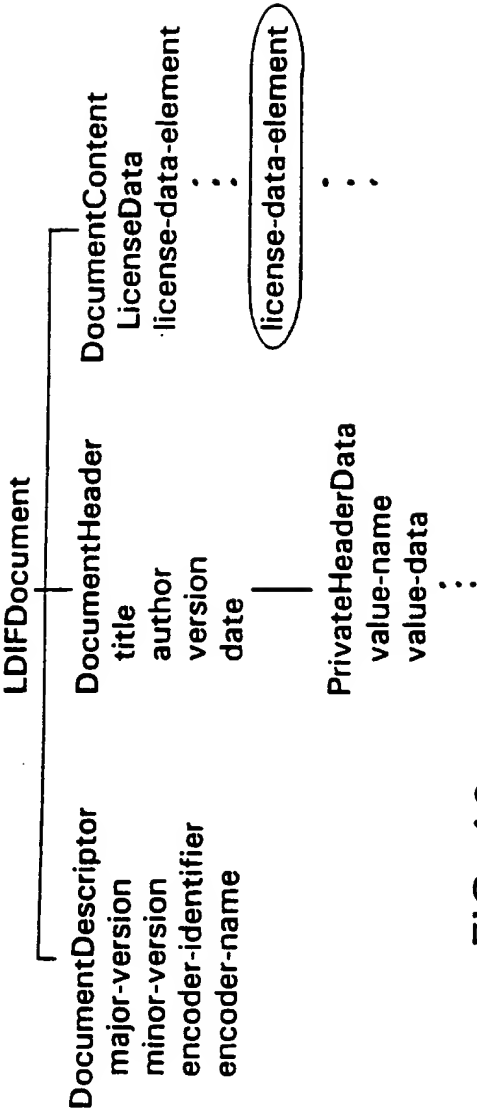 LDIFDocument
DocumentDescriptor
major-version
minor-version
encoder-identifier
encoder-name
DocumentHeader
title
author
version
date
PrivateHeaderData
value-name
value-data
DocumentContent
LicenseData
license-data-element
license-data-element